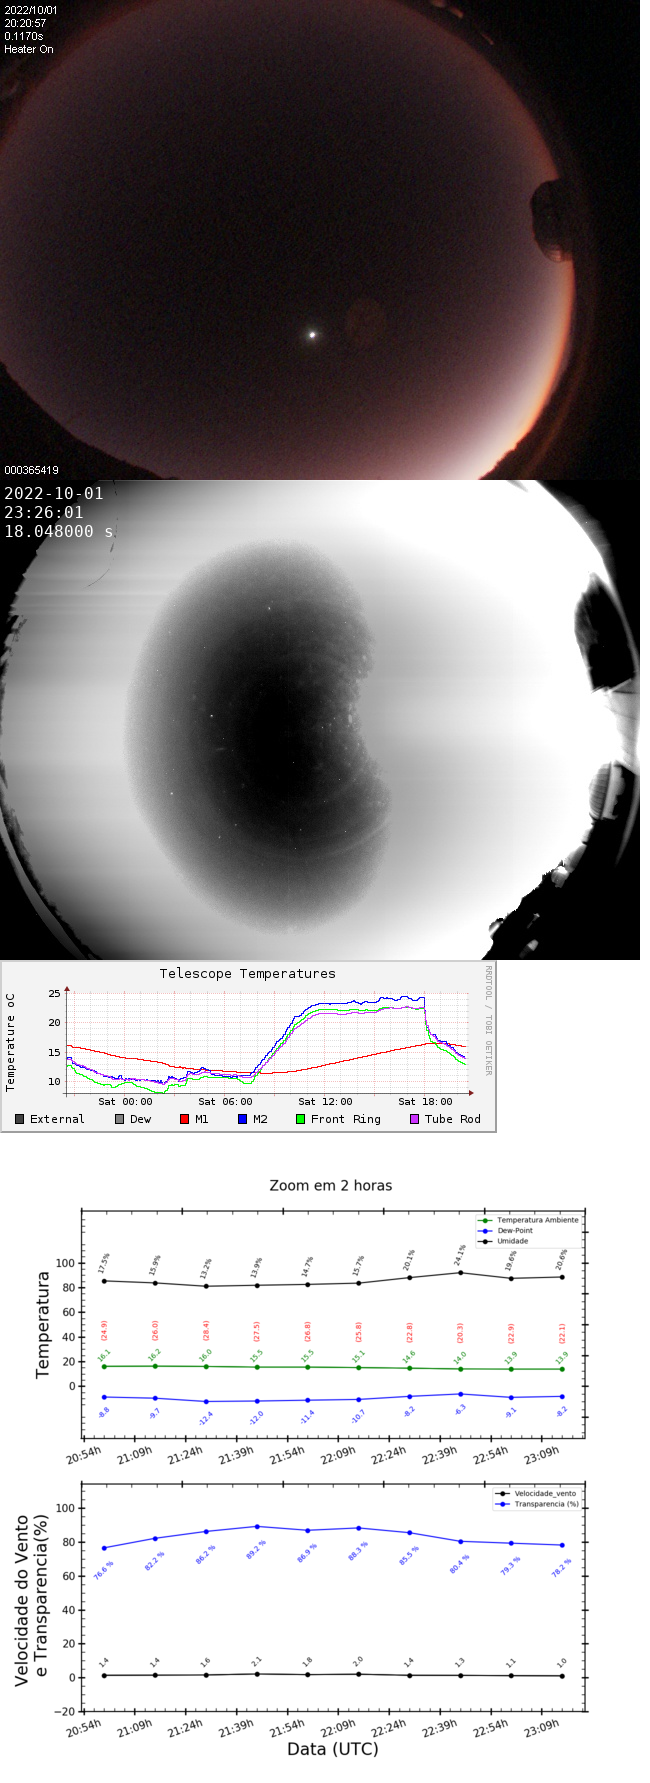 2022/10/01
20:20:57
0.1170s
Heater On
000365419
2022-10-01
23:26:01
18.048000 s
Telescope Temperatures
RRDTOOL / TOBI OETIKER
Temperature oC
25
20
15
10
Sat 00:00 Sat 06:00 Sat 12:00 Sat 18:00
External Dew M1 M2 Front Ring Tube Rod
Zoom em 2 horas
Temperatura Ambiente
Dew-Point
Umidade
Temperatura
100
80
60
40
20
0
17.5% 15.9% 13.2% 13.9% 14.7% 15.7% 20.1% 24.1% 19.6% 20.6%
(24.9) (26.0) (28.4) (27.5) (26.8) (25.8) (22.8) (20.3) (22.9) (22.1)
16.1 16.2 16.0 15.5 15.5 15.1 14.6 14.0 13.9 13.9
-8.8 -9.7 -12.4 -12.0 -11.4 -10.7 -8.2 -6.3 -9.1 -8.2
20:54h 21:09h 21:24h 21:39h 21:54h 22:09h 22:24h 22:39h 22:54h 23:09h
Velocidade_vento
Transparencia (%)
Velocidade do Vento
e Transparencia(%)
100
80
60
40
20
0
−20
76.6 % 82.2 % 86.2 % 89.2 % 86.9 % 88.3 % 85.5 % 80.4 % 79.3 % 78.2 %
1.4 1.4 1.6 2.1 1.8 2.0 1.4 1.3 1.1 1.0
20:54h 21:09h 21:24h 21:39h 21:54h 22:09h 22:24h 22:39h 22:54h 23:09h
Data (UTC)